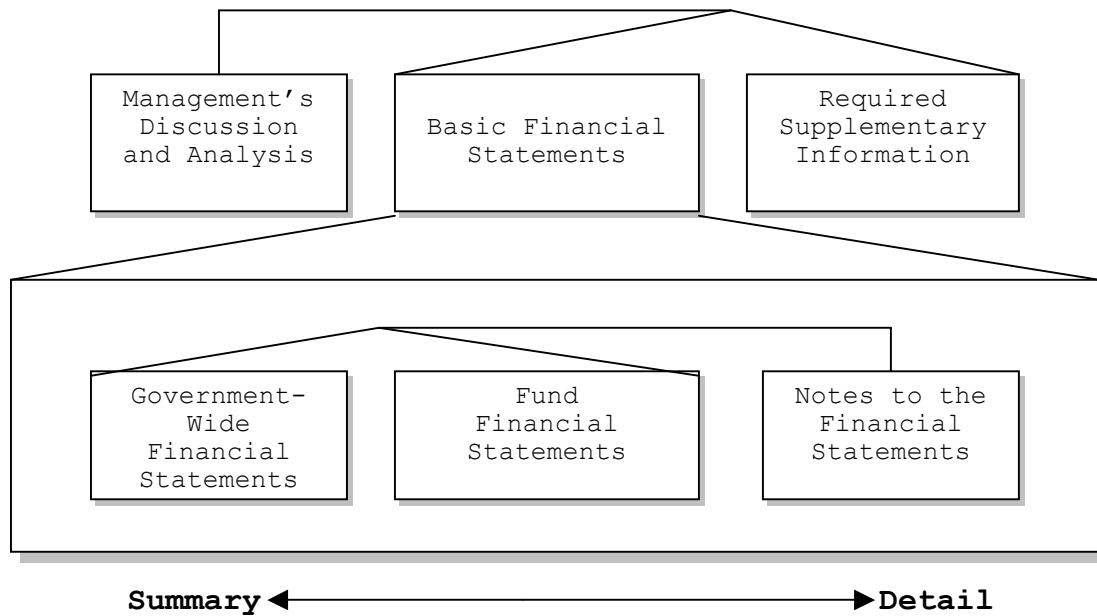 Management’s
Discussion
and Analysis
Basic Financial
Statements
Required
Supplementary
Information
Government-
Wide
Financial
Statements
Fund
Financial
Statements
Notes to the
Financial
Statements
Summary
Detail